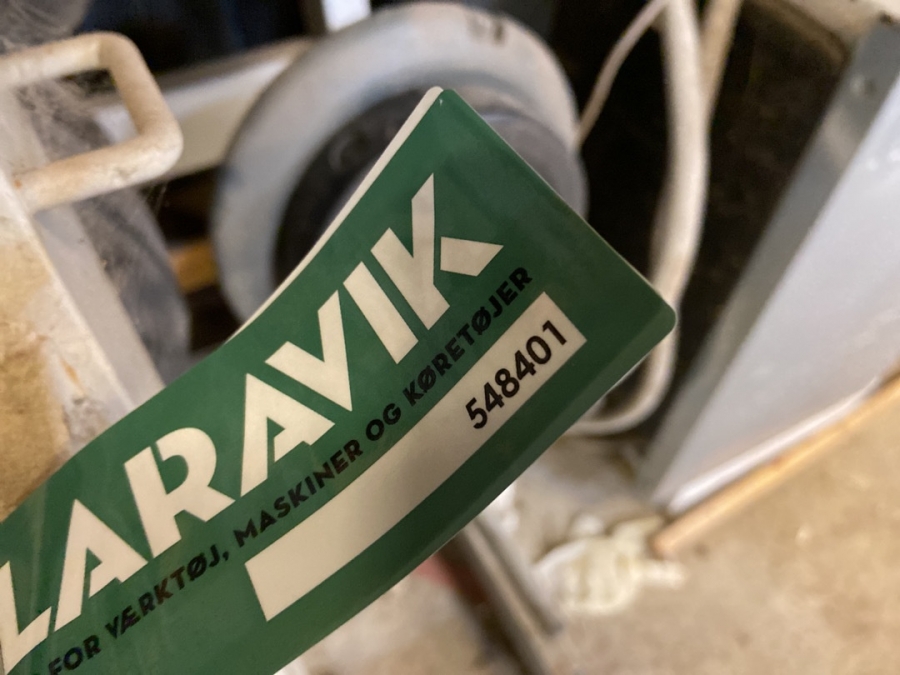 LARAVIK
FOR VÆRKTØJ, MASKINER OG KØRETØJER
548401